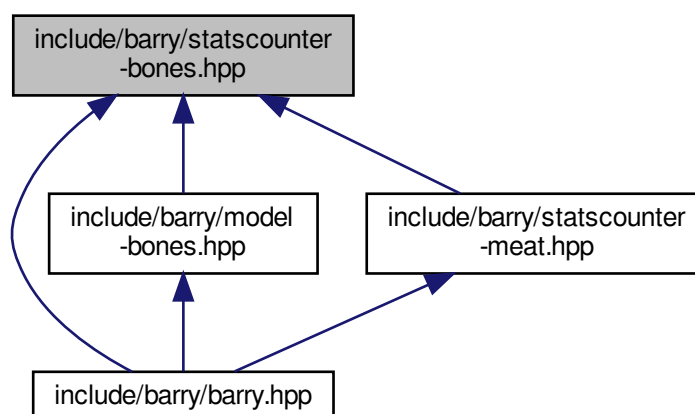 include/barry/statscounter
-bones.hpp
include/barry/model
-bones.hpp
include/barry/statscounter
-meat.hpp
include/barry/barry.hpp